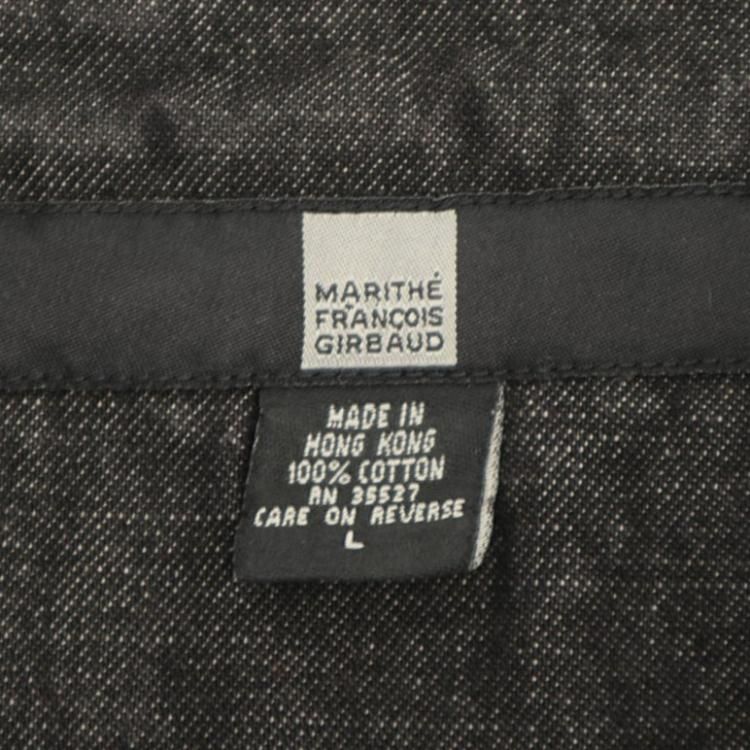 MARITHÉ
FRANÇOIS
GIRBAUD
MADE IN
HONG KONG
100% COTTON
RN 35527
CARE ON REVERSE
L